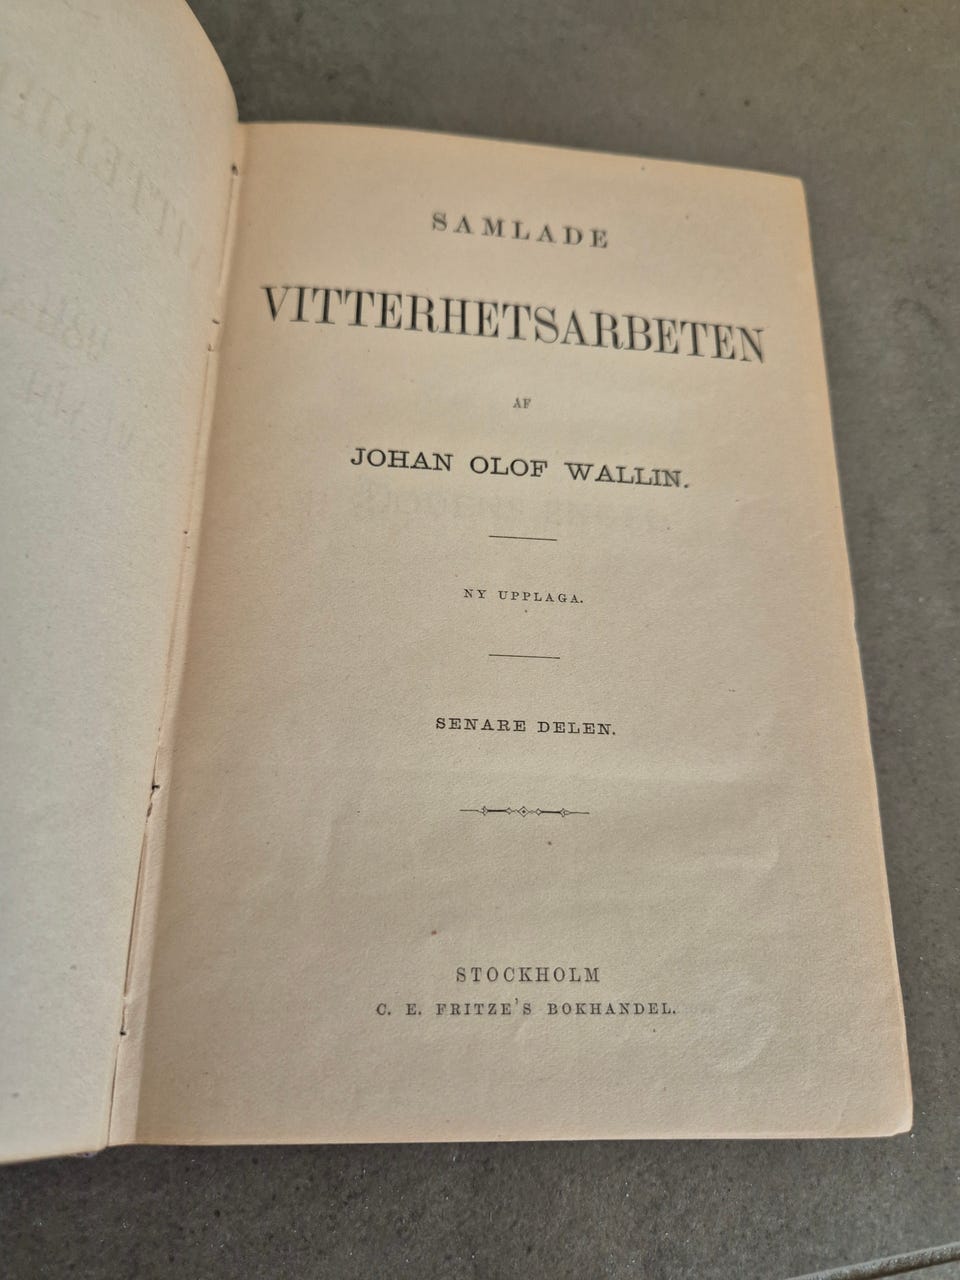 SAMLADE
VITTERHETSARBETEN
AF
JOHAN OLOF WALLIN.
NY UPPLAGA.
SENARE DELEN.
STOCKHOLM
C. E. FRITZE'S BOKHANDEL.